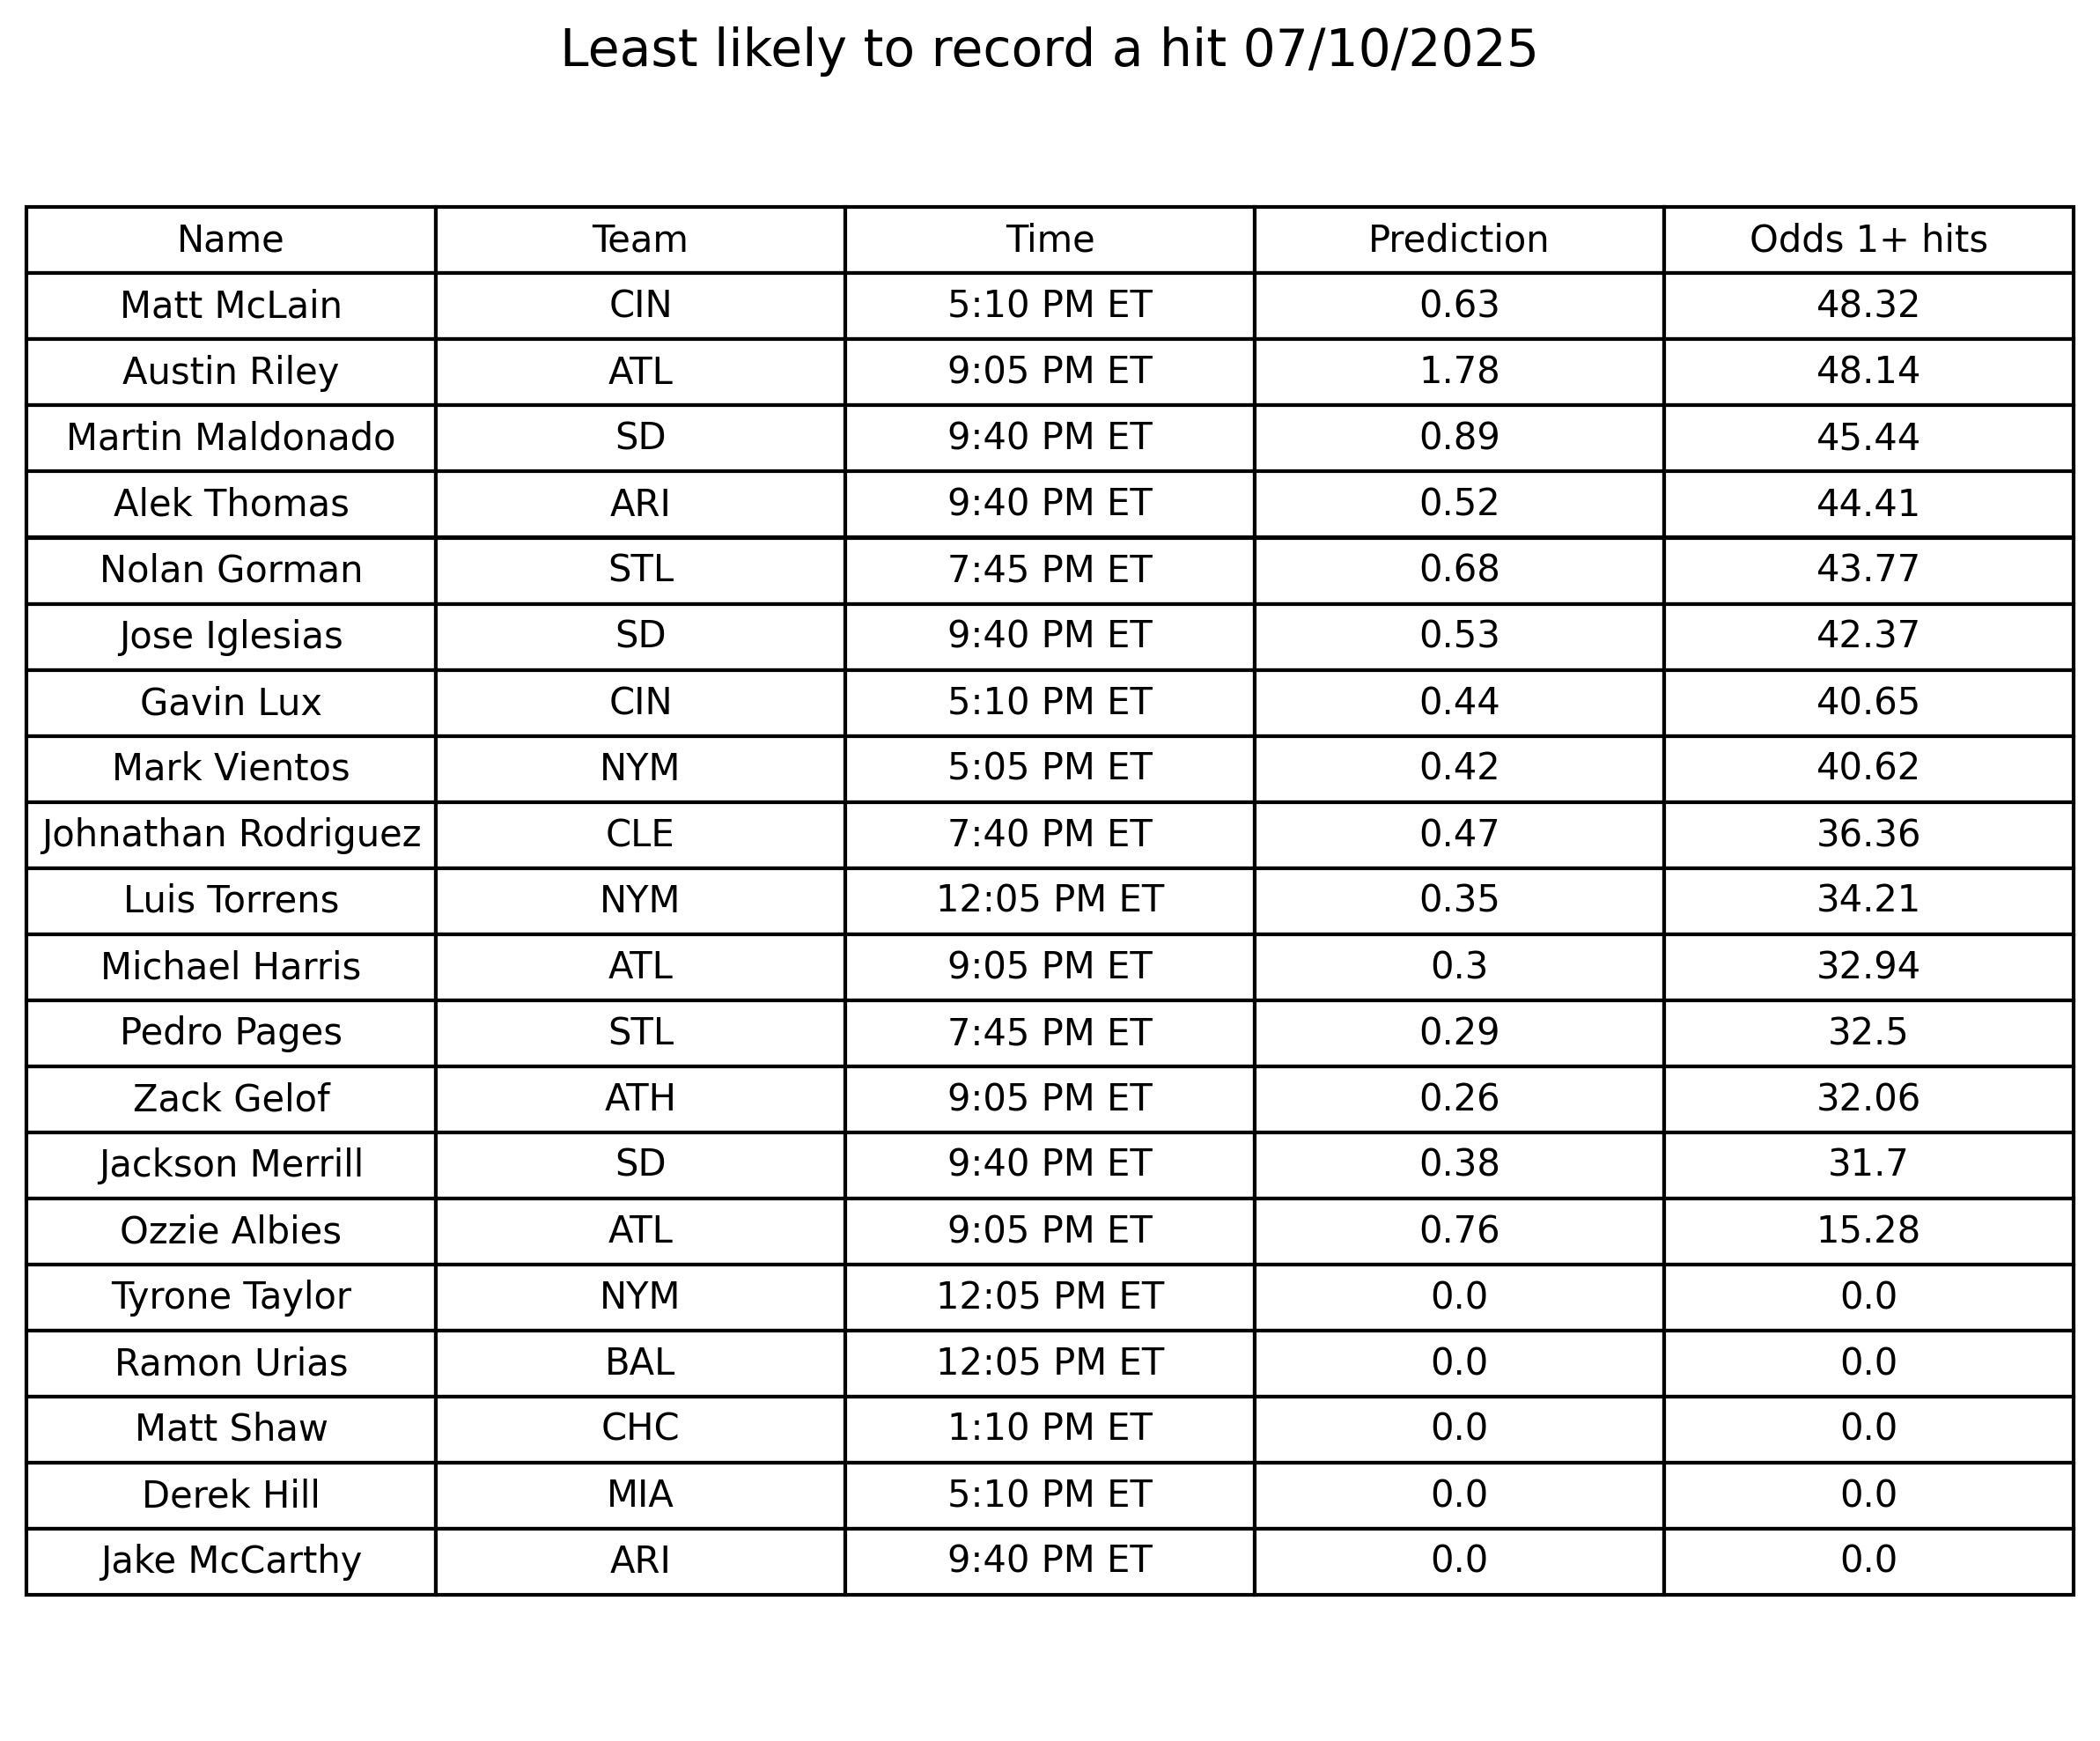 Least likely to record a hit 07/10/2025
Name Team Time Prediction Odds 1+ hits
Matt McLain CIN 5:10 PM ET 0.63 48.32
Austin Riley ATL 9:05 PM ET 1.78 48.14
Martin Maldonado SD 9:40 PM ET 0.89 45.44
Alek Thomas ARI 9:40 PM ET 0.52 44.41
Nolan Gorman STL 7:45 PM ET 0.68 43.77
Jose Iglesias SD 9:40 PM ET 0.53 42.37
Gavin Lux CIN 5:10 PM ET 0.44 40.65
Mark Vientos NYM 5:05 PM ET 0.42 40.62
Johnathan Rodriguez CLE 7:40 PM ET 0.47 36.36
Luis Torrens NYM 12:05 PM ET 0.35 34.21
Michael Harris ATL 9:05 PM ET 0.3 32.94
Pedro Pages STL 7:45 PM ET 0.29 32.5
Zack Gelof ATH 9:05 PM ET 0.26 32.06
Jackson Merrill SD 9:40 PM ET 0.38 31.7
Ozzie Albies ATL 9:05 PM ET 0.76 15.28
Tyrone Taylor NYM 12:05 PM ET 0.0 0.0
Ramon Urias BAL 12:05 PM ET 0.0 0.0
Matt Shaw CHC 1:10 PM ET 0.0 0.0
Derek Hill MIA 5:10 PM ET 0.0 0.0
Jake McCarthy ARI 9:40 PM ET 0.0 0.0